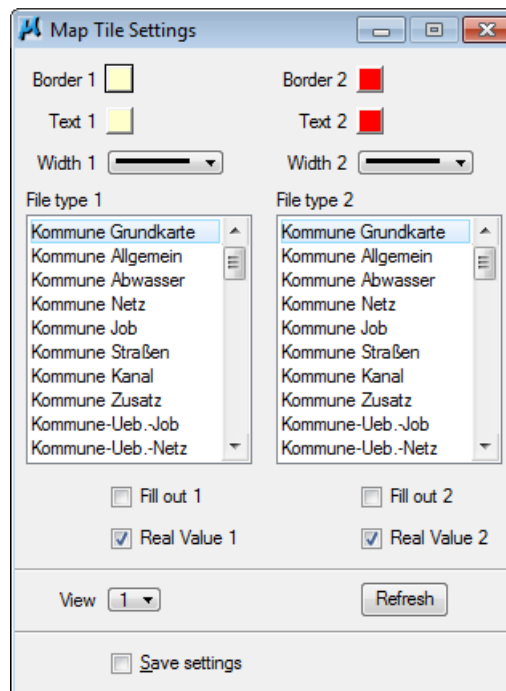 Map Tile Settings
Border 1
Border 2
Text 1
Text 2
Width 1
Width 2
File type 1
File type 2
Kommune Grundkarte
Kommune Allgemein
Kommune Abwasser
Kommune Netz
Kommune Job
Kommune Straßen
Kommune Kanal
Kommune Zusatz
Kommune-Ueb.-Job
Kommune-Ueb.-Netz
Kommune Grundkarte
Kommune Allgemein
Kommune Abwasser
Kommune Netz
Kommune Job
Kommune Straßen
Kommune Kanal
Kommune Zusatz
Kommune-Ueb.-Job
Kommune-Ueb.-Netz
Fill out 1
Fill out 2
Real Value 1
Real Value 2
View 1
Refresh
Save settings